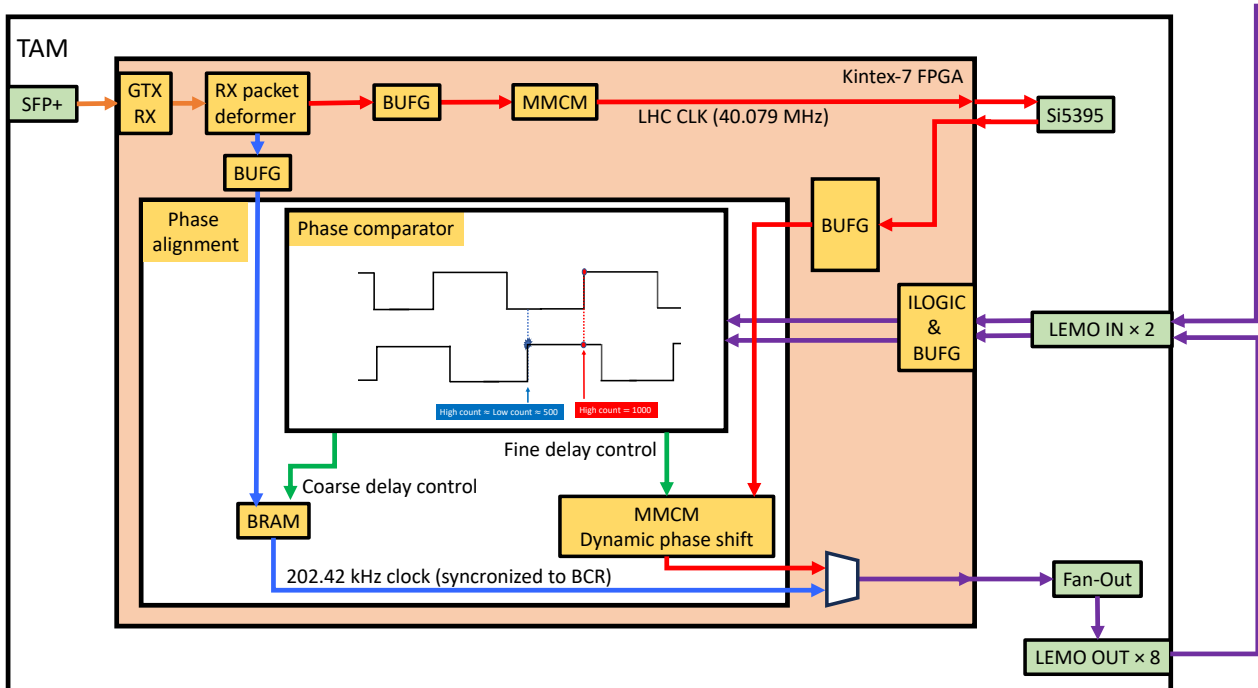 TAM
SFP+
GTX
RX
RX packet
deformer
BUFG
MMCM
Kintex-7 FPGA
LHC CLK (40.079 MHz)
Si5395
BUFG
Phase
alignment
Phase comparator
BUFG
ILOGIC
&
BUFG
LEMO IN × 2
High count ≈ Low count ≈ 500
High count = 1000
Fine delay control
Coarse delay control
BRAM
MMCM
Dynamic phase shift
202.42 kHz clock (syncronized to BCR)
Fan-Out
LEMO OUT × 8